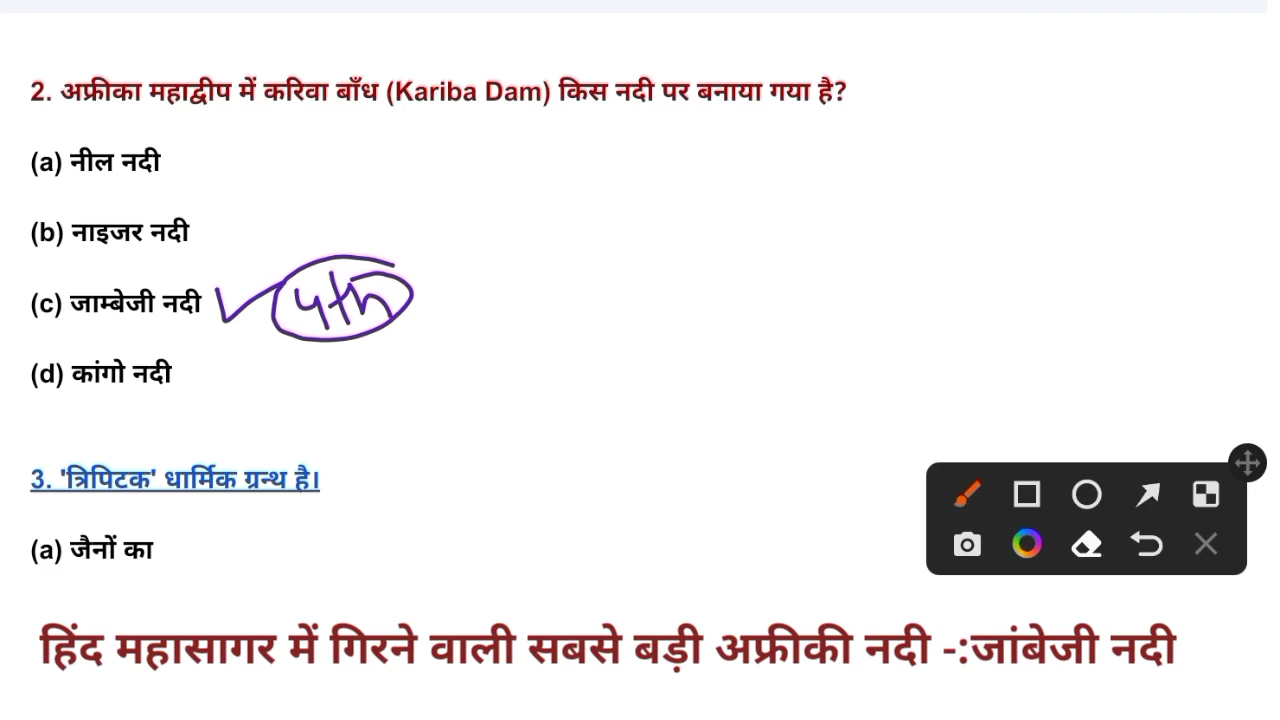 2. अफ्रीका महाद्वीप में करिवा बाँध (Kariba Dam) किस नदी पर बनाया गया है?
(a) नील नदी
(b) नाइजर नदी
(c) जाम्बेजी नदी 4th
(d) कांगो नदी
3. 'त्रिपिटक' धार्मिक ग्रन्थ है।
(a) जैनों का
हिंद महासागर में गिरने वाली सबसे बड़ी अफ्रीकी नदी -:जांबेजी नदी